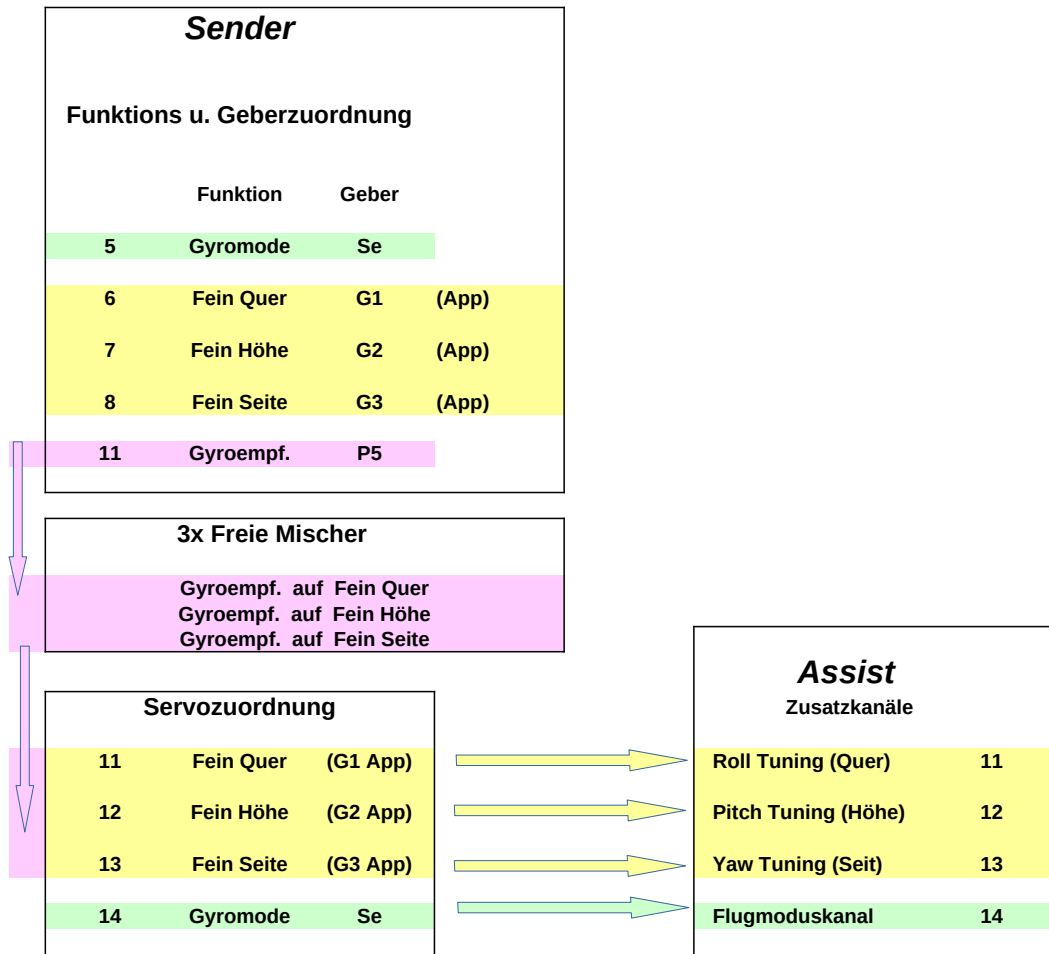 Sender
Funktions u. Geberzuordnung
Funktion Geber
5 Gyromode Se
6 Fein Quer G1 (App)
7 Fein Höhe G2 (App)
8 Fein Seite G3 (App)
11 Gyroempf. P5
3x Freie Mischer
Gyroempf. auf Fein Quer
Gyroempf. auf Fein Höhe
Gyroempf. auf Fein Seite
Servozuordnung
11 Fein Quer (G1 App)
12 Fein Höhe (G2 App)
13 Fein Seite (G3 App)
14 Gyromode Se
Assist
Zusatzkanäle
Roll Tuning (Quer) 11
Pitch Tuning (Höhe) 12
Yaw Tuning (Seit) 13
Flugmoduskanal 14